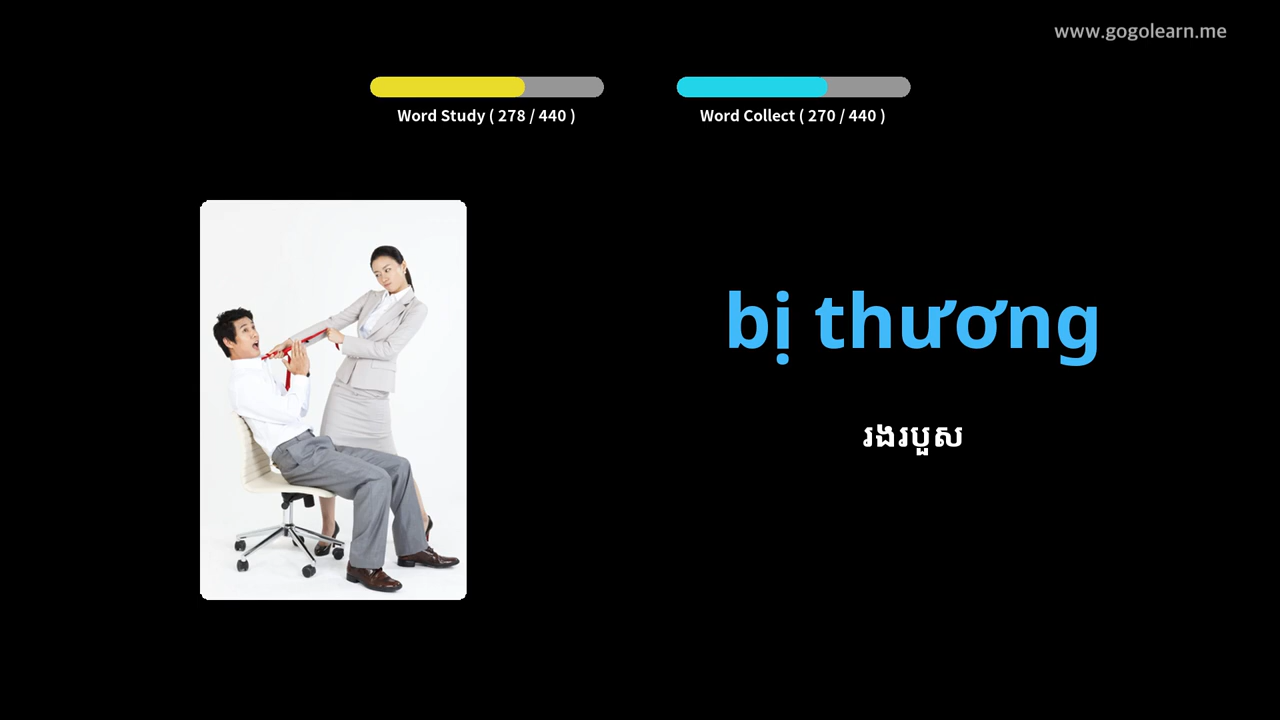 www.gogolearn.me
Word Study ( 278 / 440 )
Word Collect ( 270 / 440 )
bị thương
រងរបួស